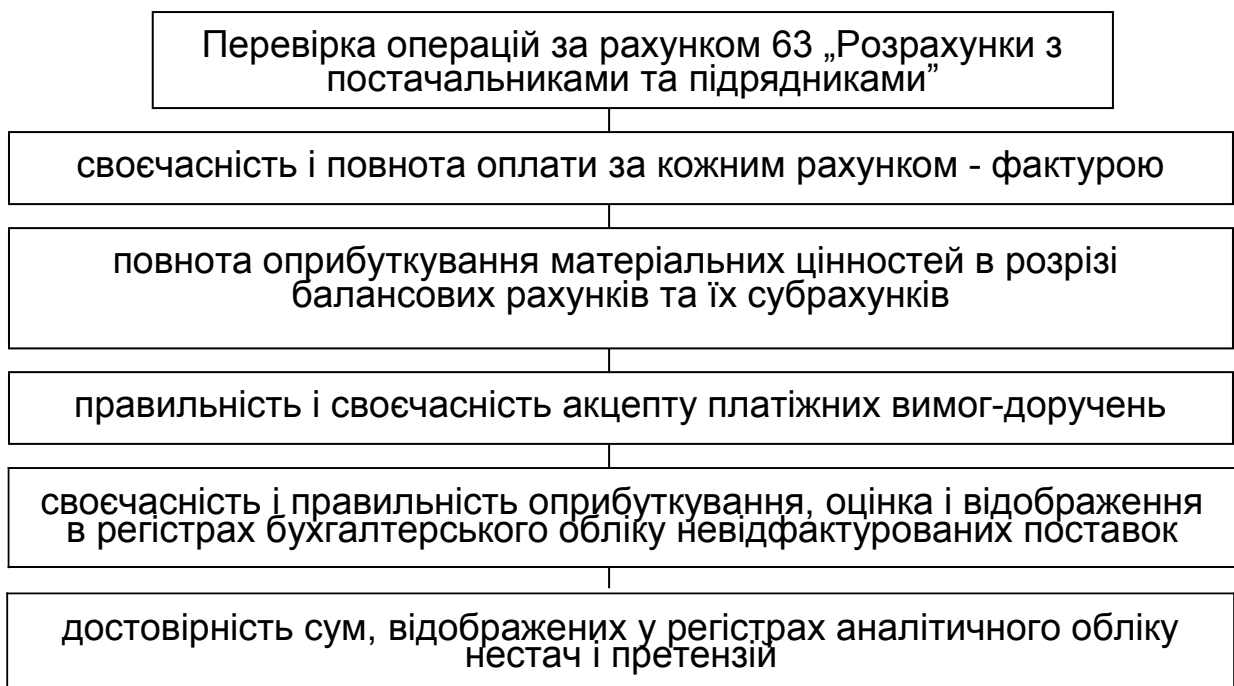 Перевірка операцій за рахунком 63 „Розрахунки з
постачальниками та підрядниками”
своєчасність і повнота оплати за кожним рахунком - фактурою
повнота оприбуткування матеріальних цінностей в розрізі
балансових рахунків та їх субрахунків
правильність і своєчасність акцепту платіжних вимог-доручень
своєчасність і правильність оприбуткування, оцінка і відображення
в регістрах бухгалтерського обліку невідфактурованих поставок
достовірність сум, відображених у регістрах аналітичного обліку
нестач і претензій